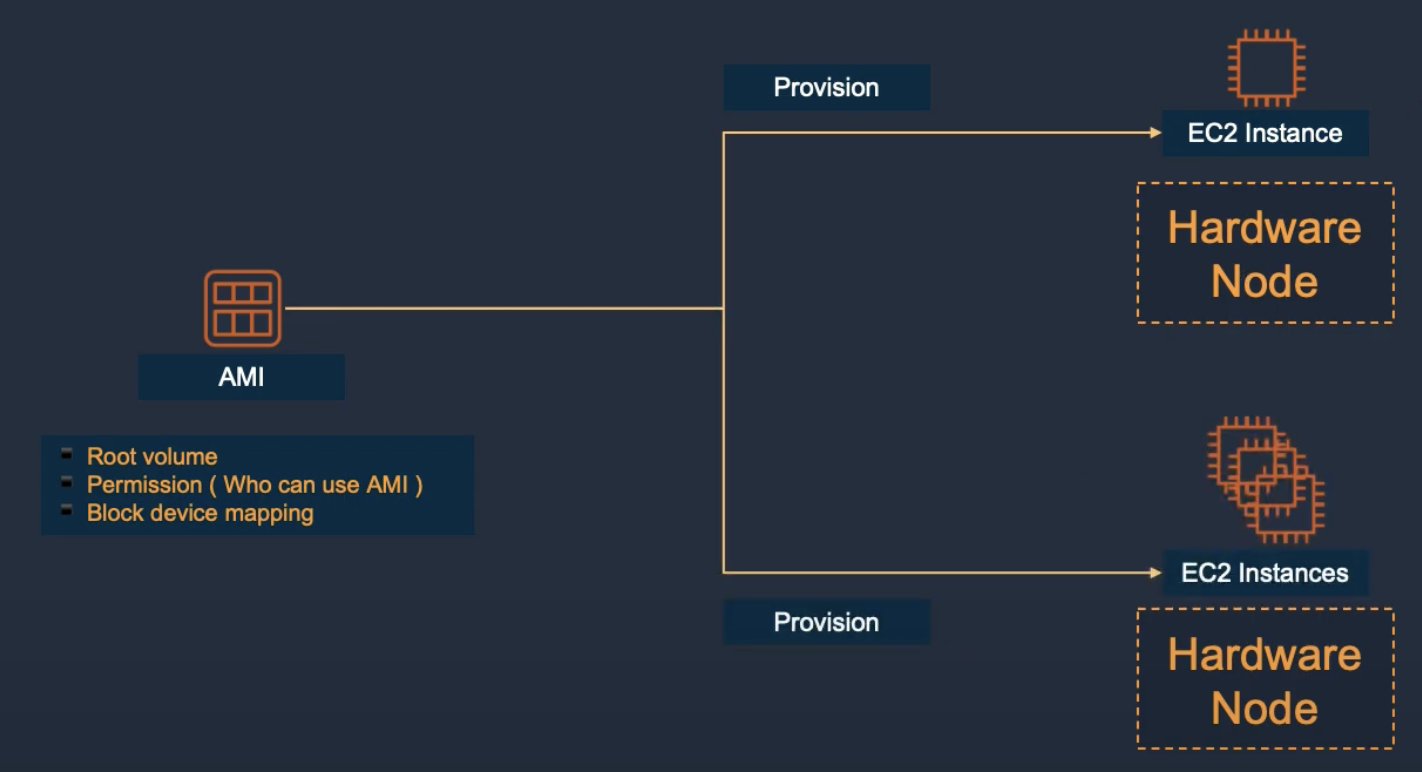 Provision
EC2 Instance
Hardware
Node
AMI
Root volume
Permission ( Who can use AMI )
Block device mapping
EC2 Instances
Provision
Hardware
Node